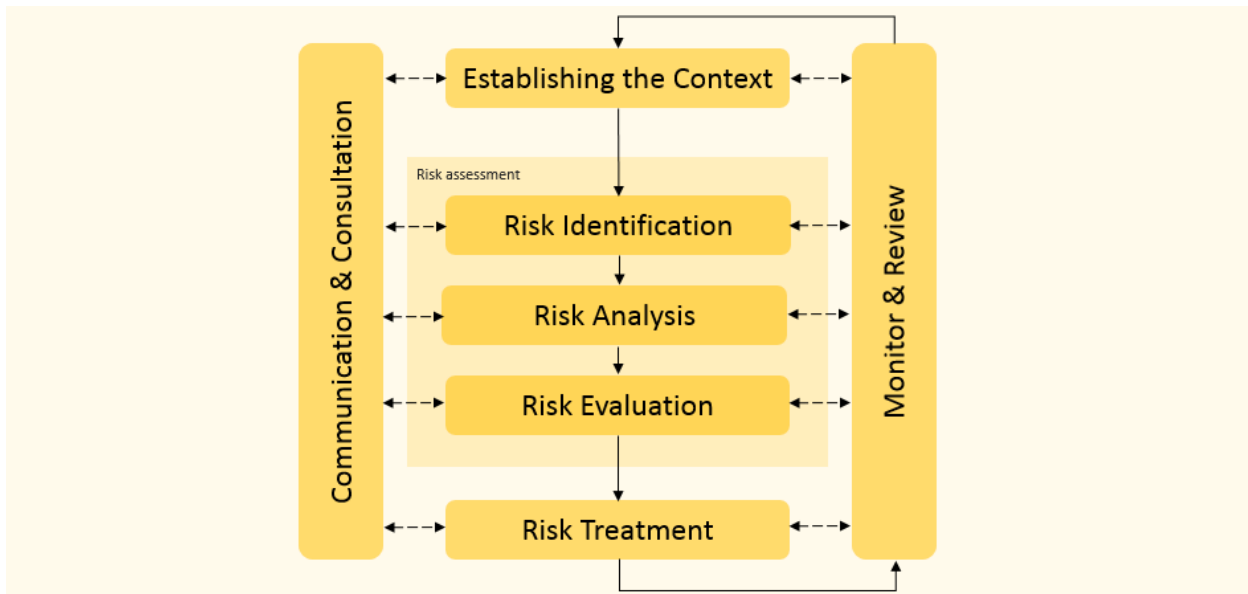 Establishing the Context
Communication & Consultation
Risk assessment
Risk Identification
Risk Analysis
Risk Evaluation
Risk Treatment
Monitor & Review